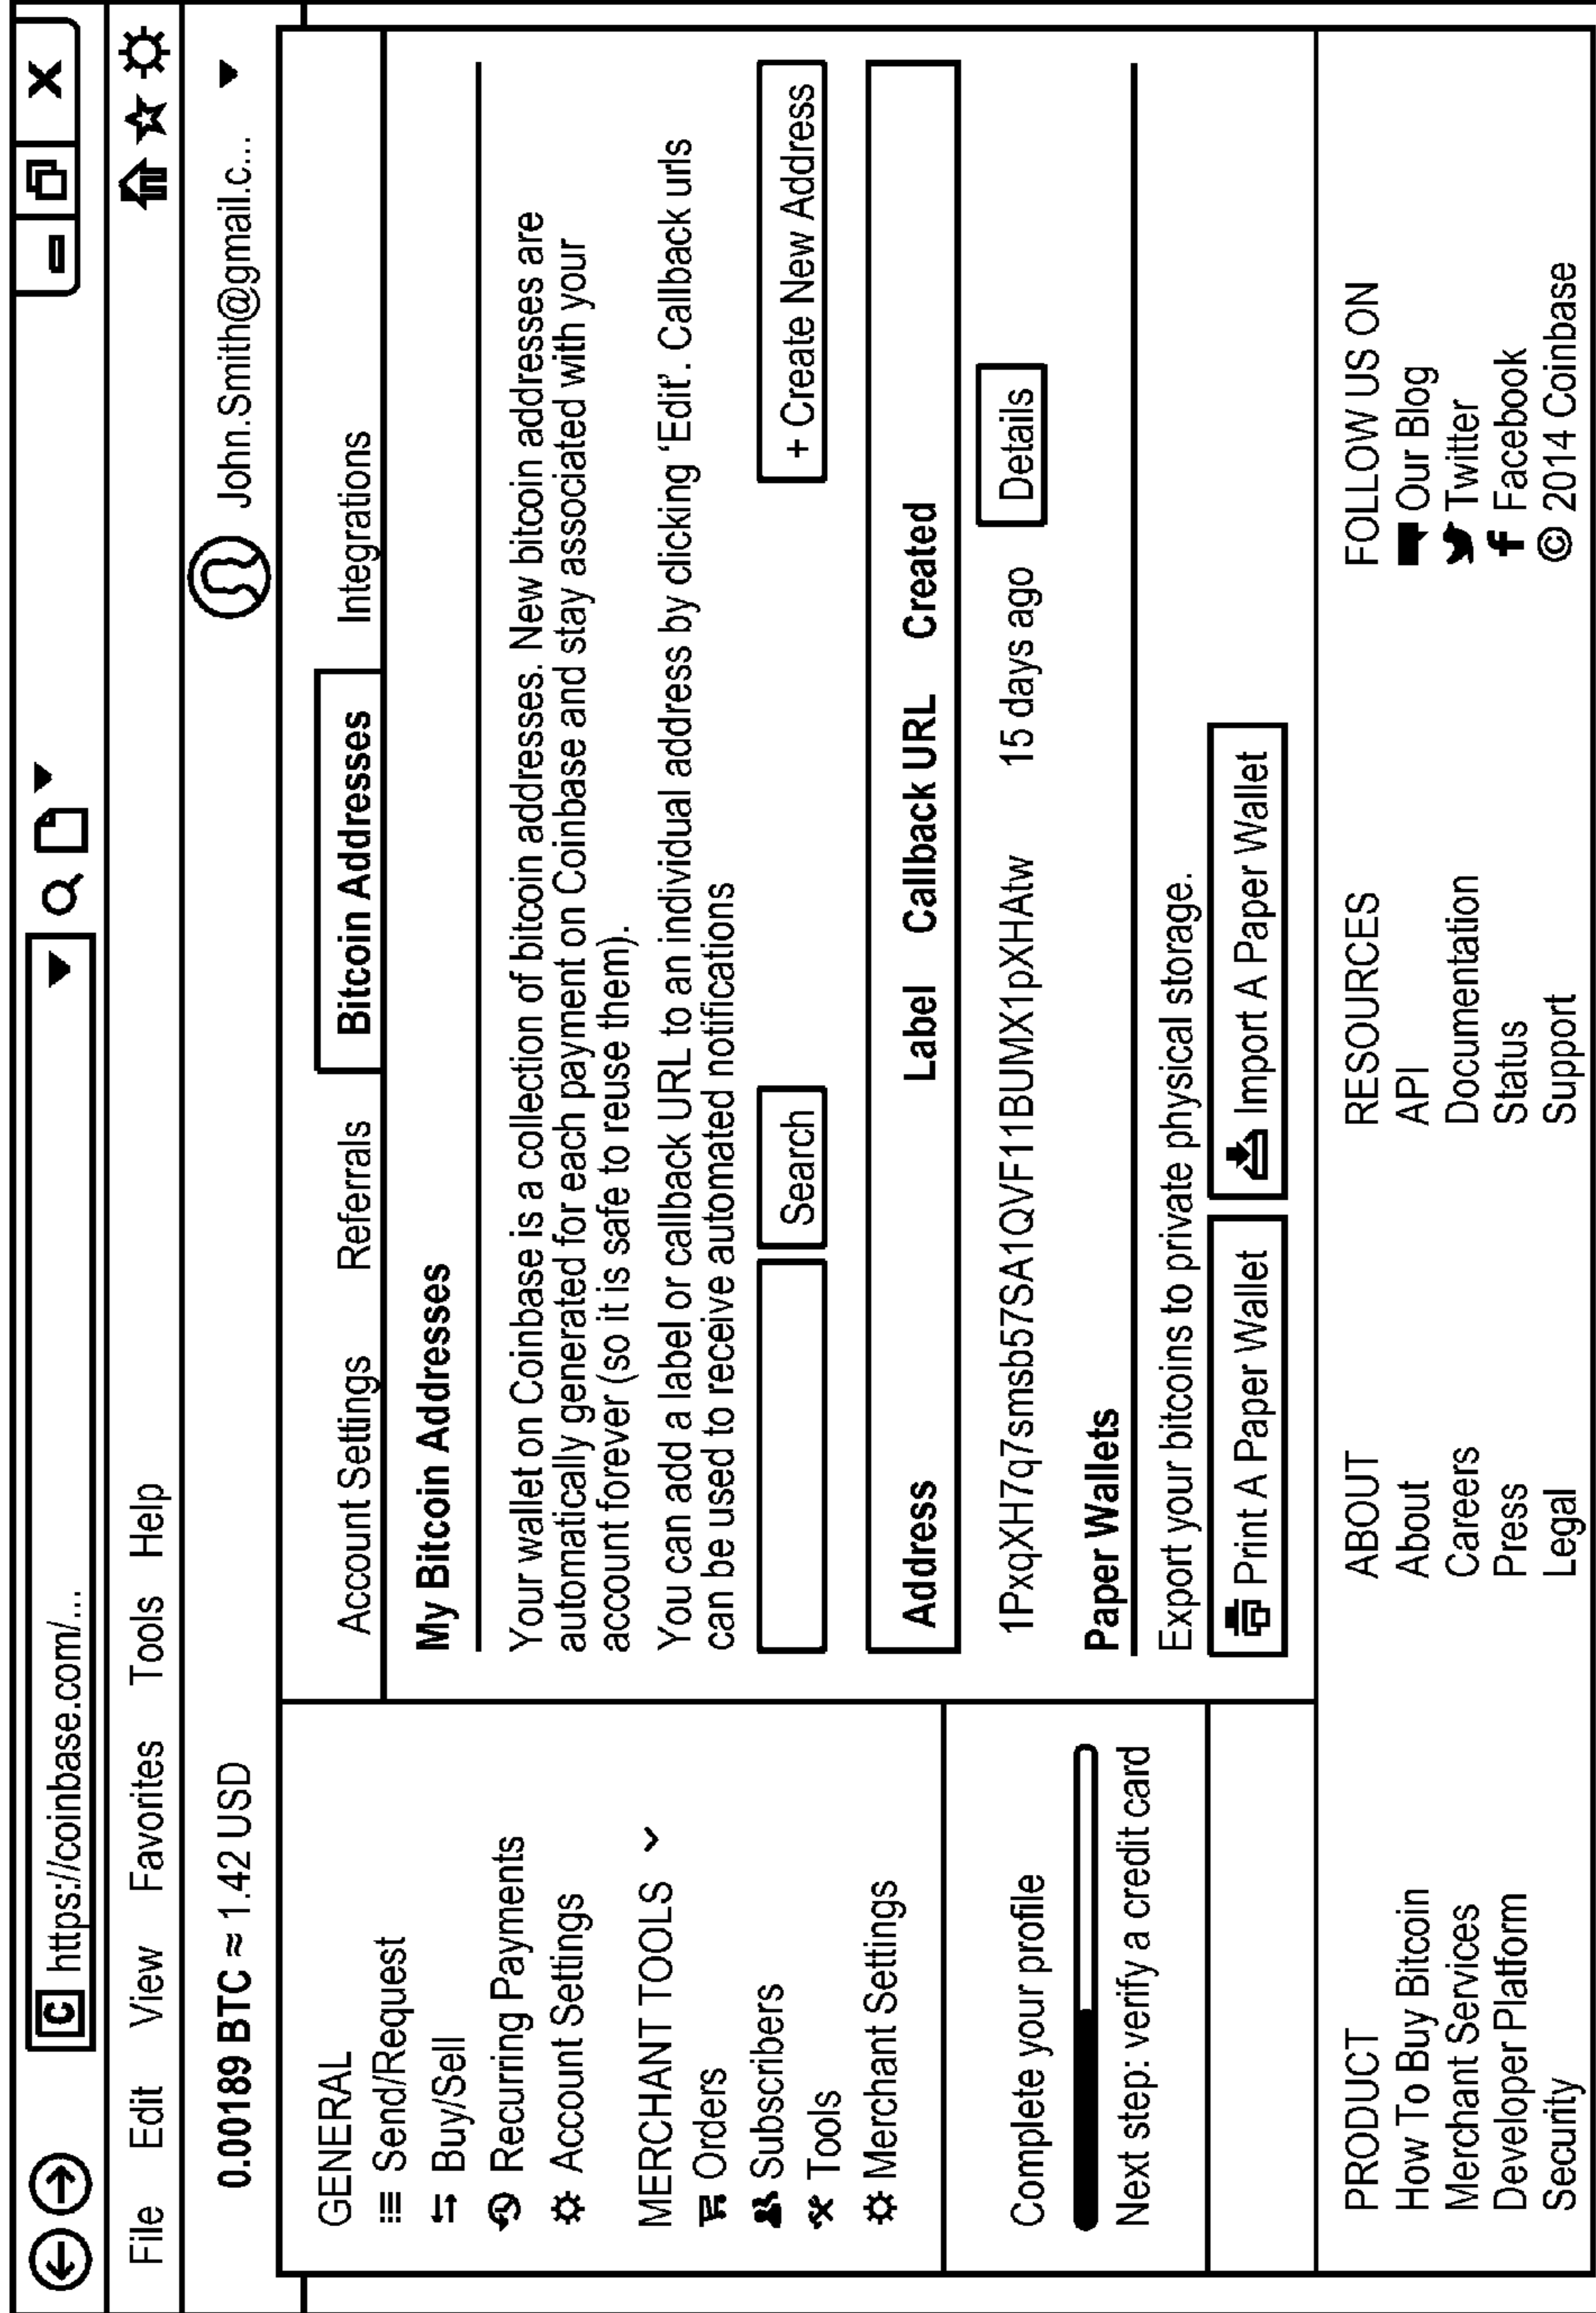 https://coinbase.com/...
File Edit View Favorites Tools Help
0.00189 BTC ≈ 1.42 USD
John.Smith@gmail.c...
GENERAL
Send/Request
Buy/Sell
Recurring Payments
Account Settings
MERCHANT TOOLS
Orders
Subscribers
Tools
Merchant Settings
Complete your profile
Next step: verify a credit card
Account Settings Referrals Bitcoin Addresses Integrations
My Bitcoin Addresses
Your wallet on Coinbase is a collection of bitcoin addresses. New bitcoin addresses are
automatically generated for each payment on Coinbase and stay associated with your
account forever (so it is safe to reuse them).
You can add a label or callback URL to an individual address by clicking ‘Edit’. Callback urls
can be used to receive automated notifications
Search
+ Create New Address
Address Label Callback URL Created
1PxqXH7q7smsb57SA1QVF11BUMX1pXHAtw 15 days ago Details
Paper Wallets
Export your bitcoins to private physical storage.
Print A Paper Wallet
Import A Paper Wallet
PRODUCT
How To Buy Bitcoin
Merchant Services
Developer Platform
Security
ABOUT
About
Careers
Press
Legal
RESOURCES
API
Documentation
Status
Support
FOLLOW US ON
Our Blog
Twitter
Facebook
© 2014 Coinbase